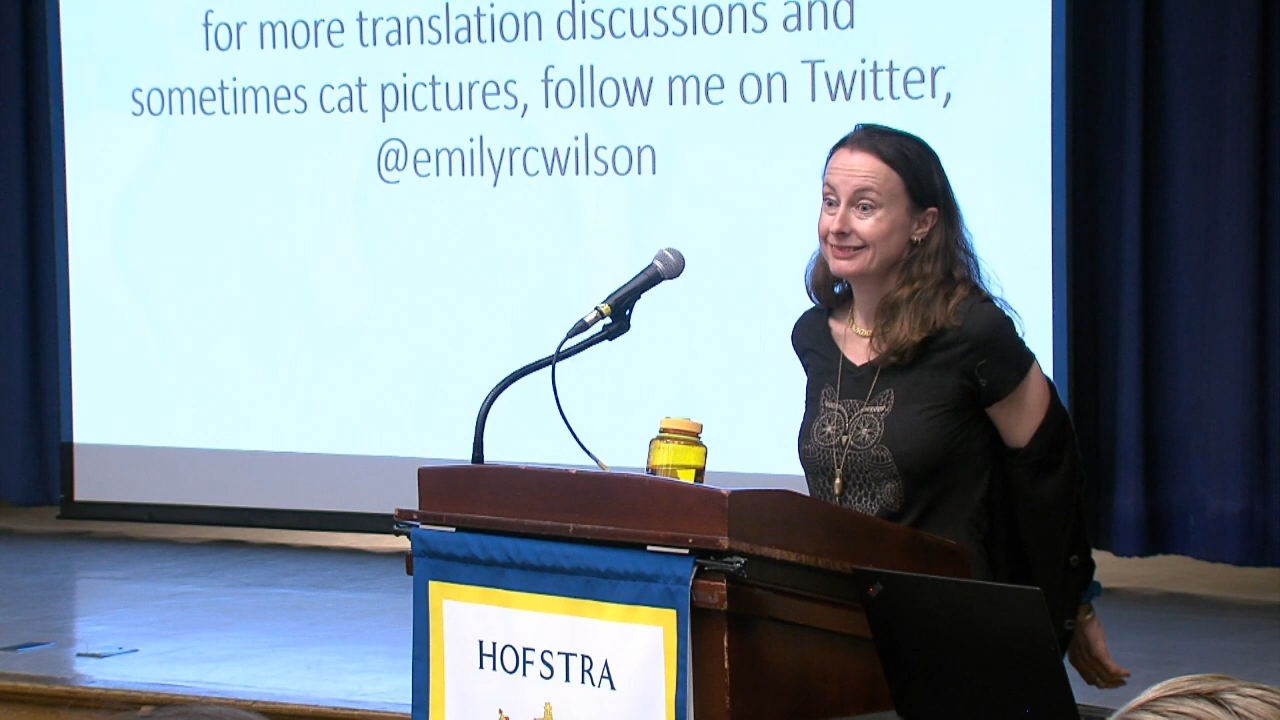 for more translation discussions and
sometimes cat pictures, follow me on Twitter,
@emilyrcwilson
HOFSTRA